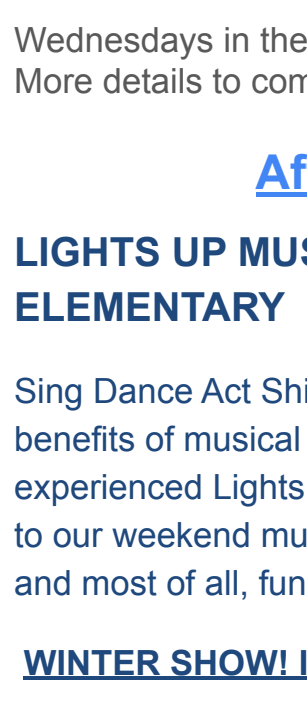 Wednesdays in the
More details to com
Af
LIGHTS UP MUS
ELEMENTARY
Sing Dance Act Shi
benefits of musical
experienced Lights
to our weekend mu
and most of all, fun
WINTER SHOW!